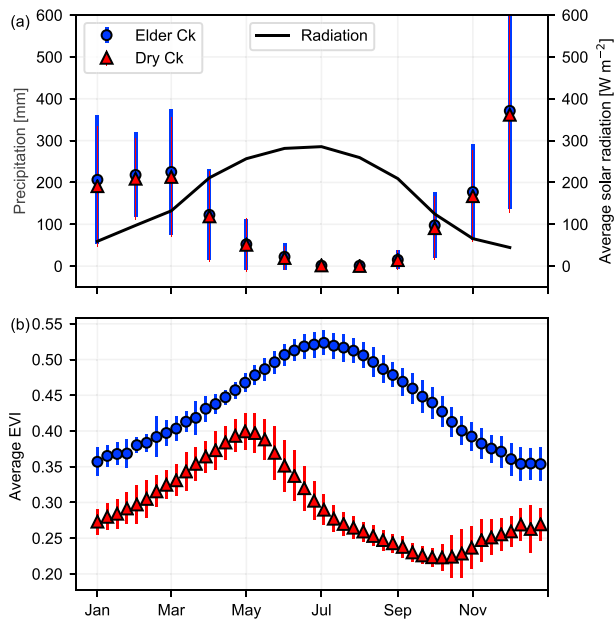 (a)
Elder Ck
Dry Ck
Radiation
Precipitation [mm]
600
500
400
300
200
100
0
600
500
400
300
200
100
0
Average solar radiation [W m⁻²]
(b)
Average EVI
0.55
0.50
0.45
0.40
0.35
0.30
0.25
0.20
Jan Mar May Jul Sep Nov